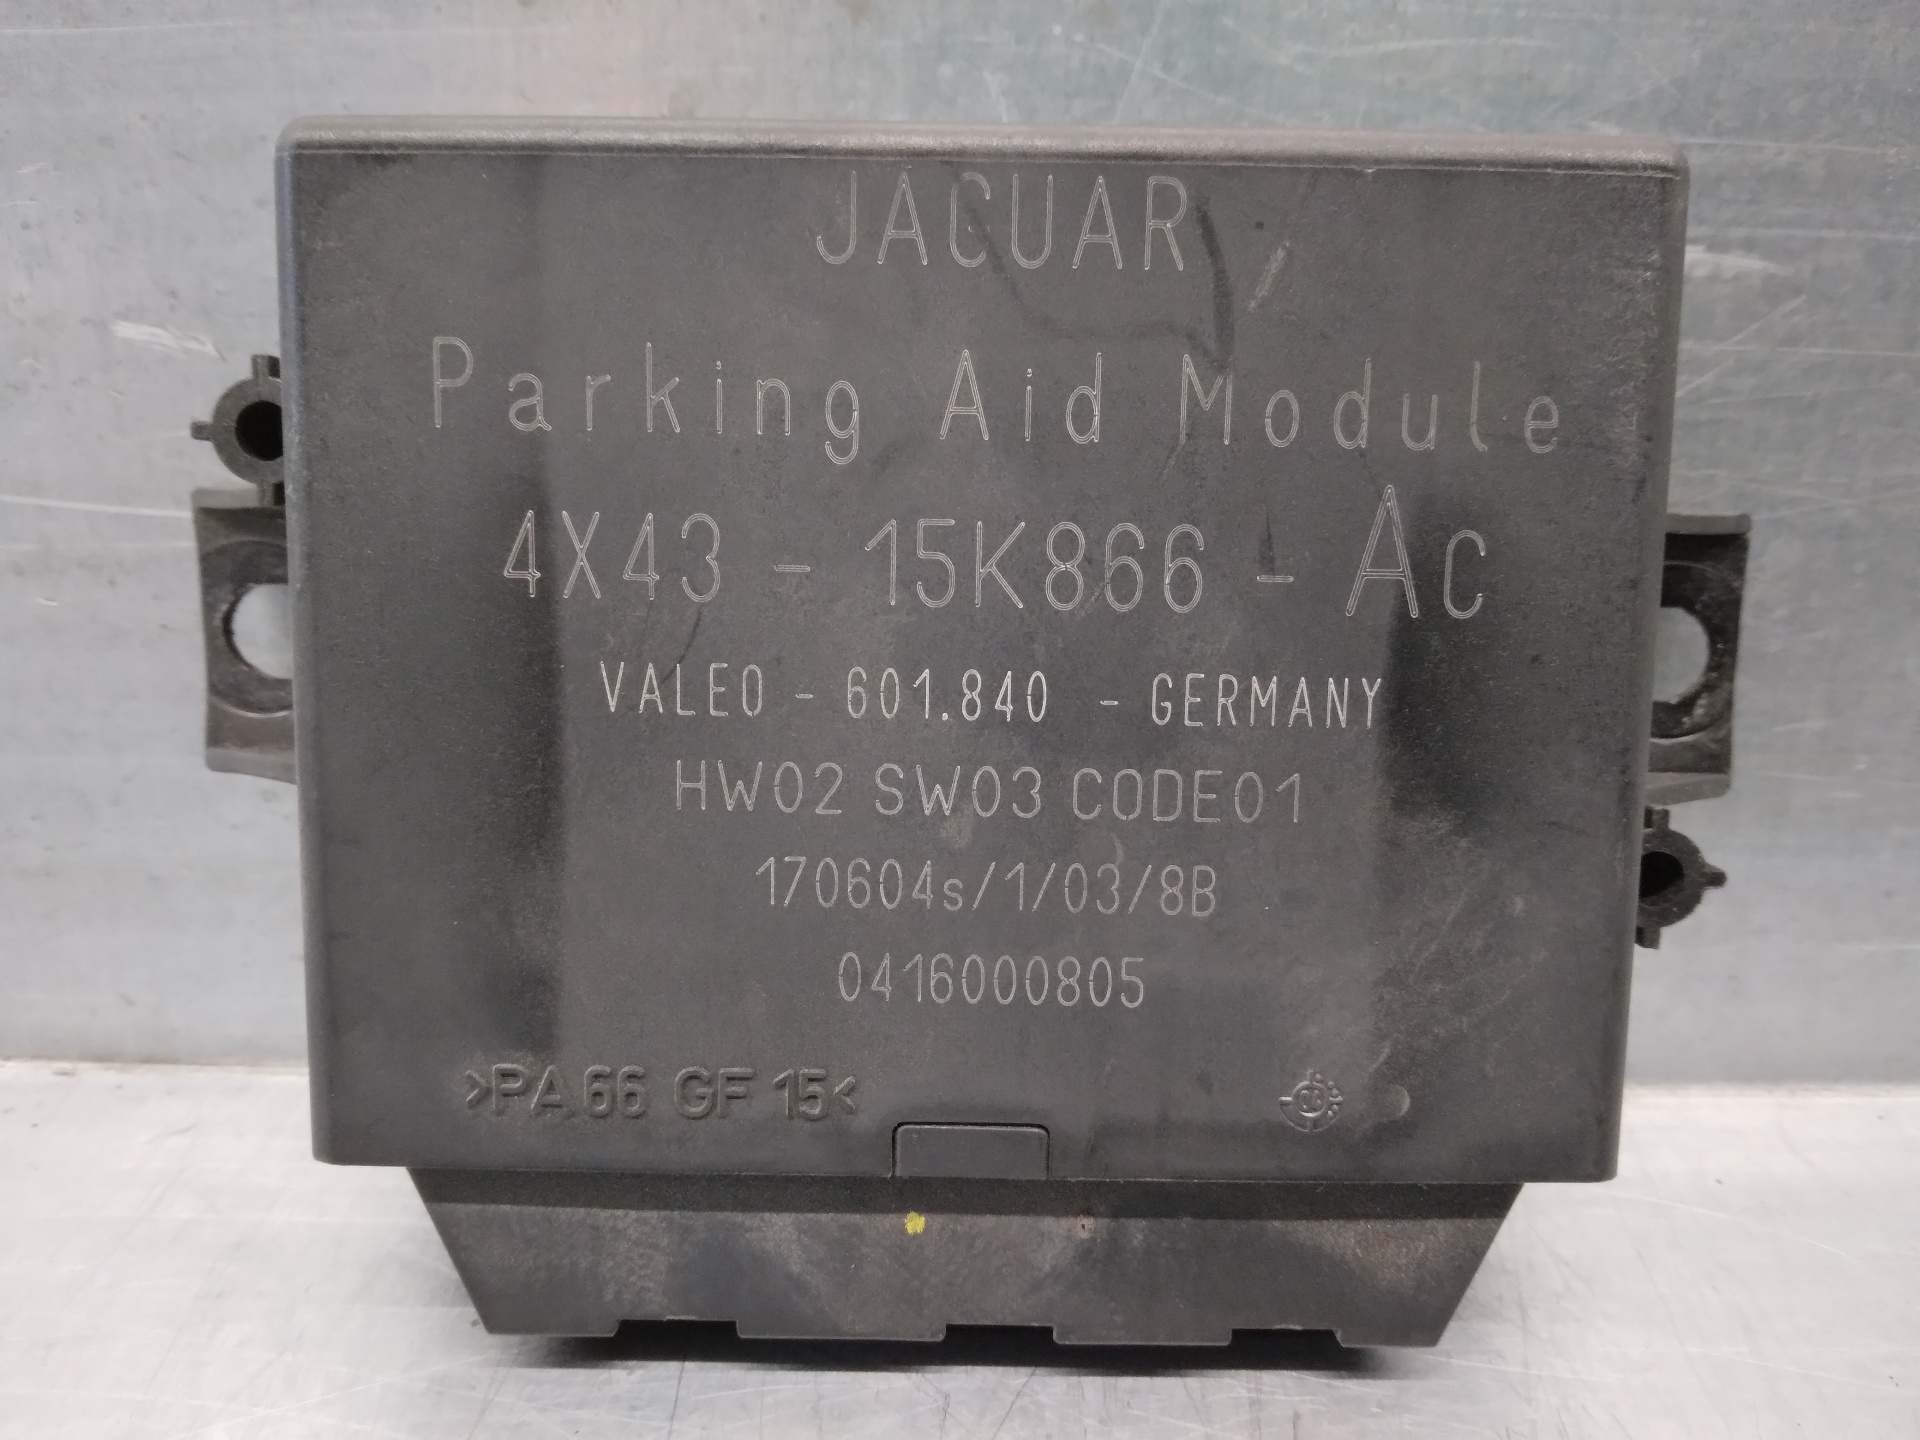 JAGUAR
Parking Aid Module
4X43 - 15K866 - Ac
VALEO - 601.840 - GERMANY
HW02 SW03 CODE01
170604s/1/03/8B
0416000805
>PA 66 GF 15<